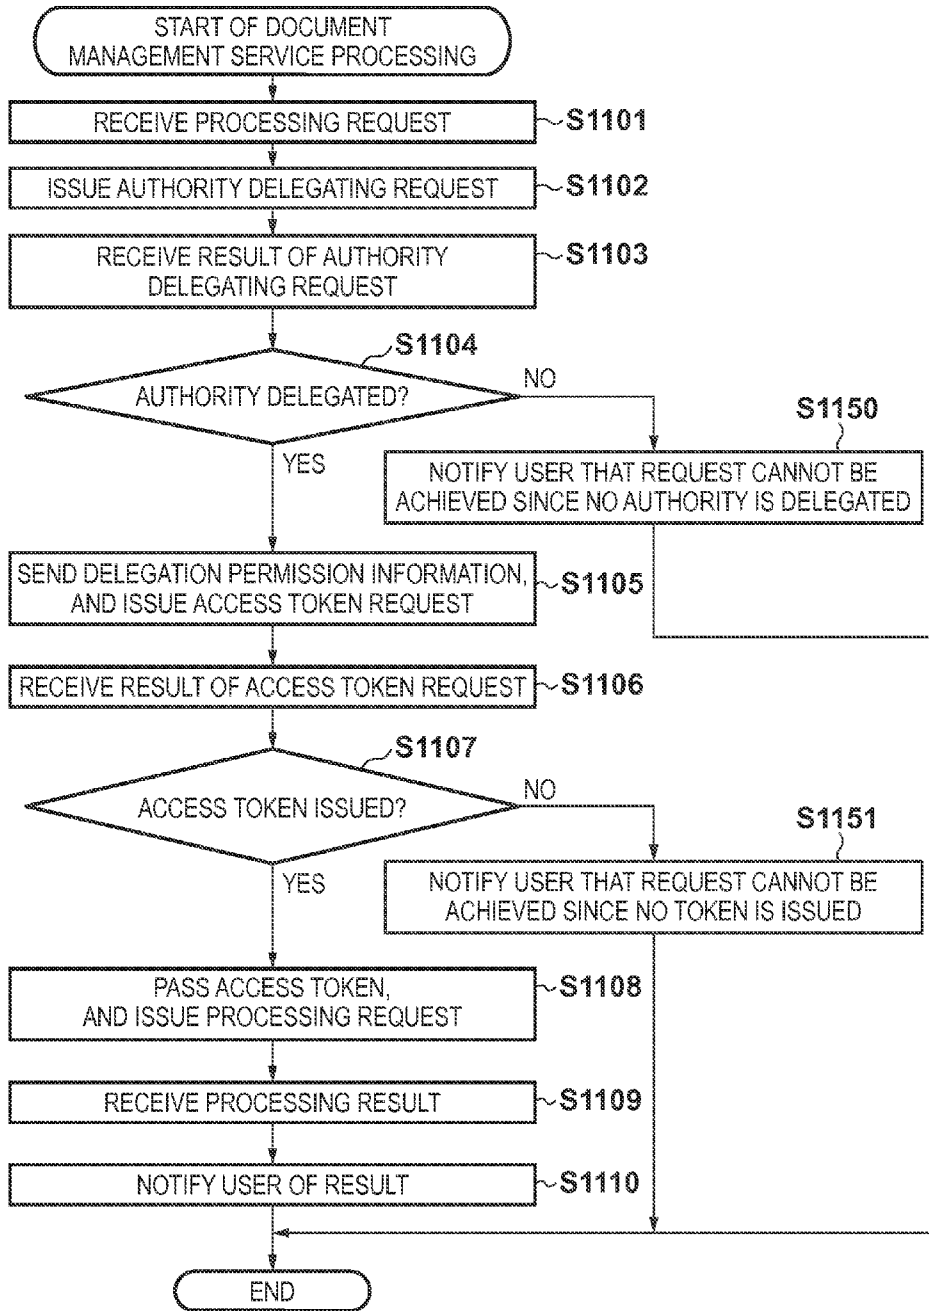 START OF DOCUMENT
MANAGEMENT SERVICE PROCESSING
RECEIVE PROCESSING REQUEST
S1101
ISSUE AUTHORITY DELEGATING REQUEST
S1102
RECEIVE RESULT OF AUTHORITY
DELEGATING REQUEST
S1103
S1104
AUTHORITY DELEGATED?
NO
YES
S1150
NOTIFY USER THAT REQUEST CANNOT BE
ACHIEVED SINCE NO AUTHORITY IS DELEGATED
SEND DELEGATION PERMISSION INFORMATION,
AND ISSUE ACCESS TOKEN REQUEST
S1105
RECEIVE RESULT OF ACCESS TOKEN REQUEST
S1106
S1107
ACCESS TOKEN ISSUED?
NO
YES
S1151
NOTIFY USER THAT REQUEST CANNOT BE
ACHIEVED SINCE NO TOKEN IS ISSUED
PASS ACCESS TOKEN,
AND ISSUE PROCESSING REQUEST
S1108
RECEIVE PROCESSING RESULT
S1109
NOTIFY USER OF RESULT
S1110
END